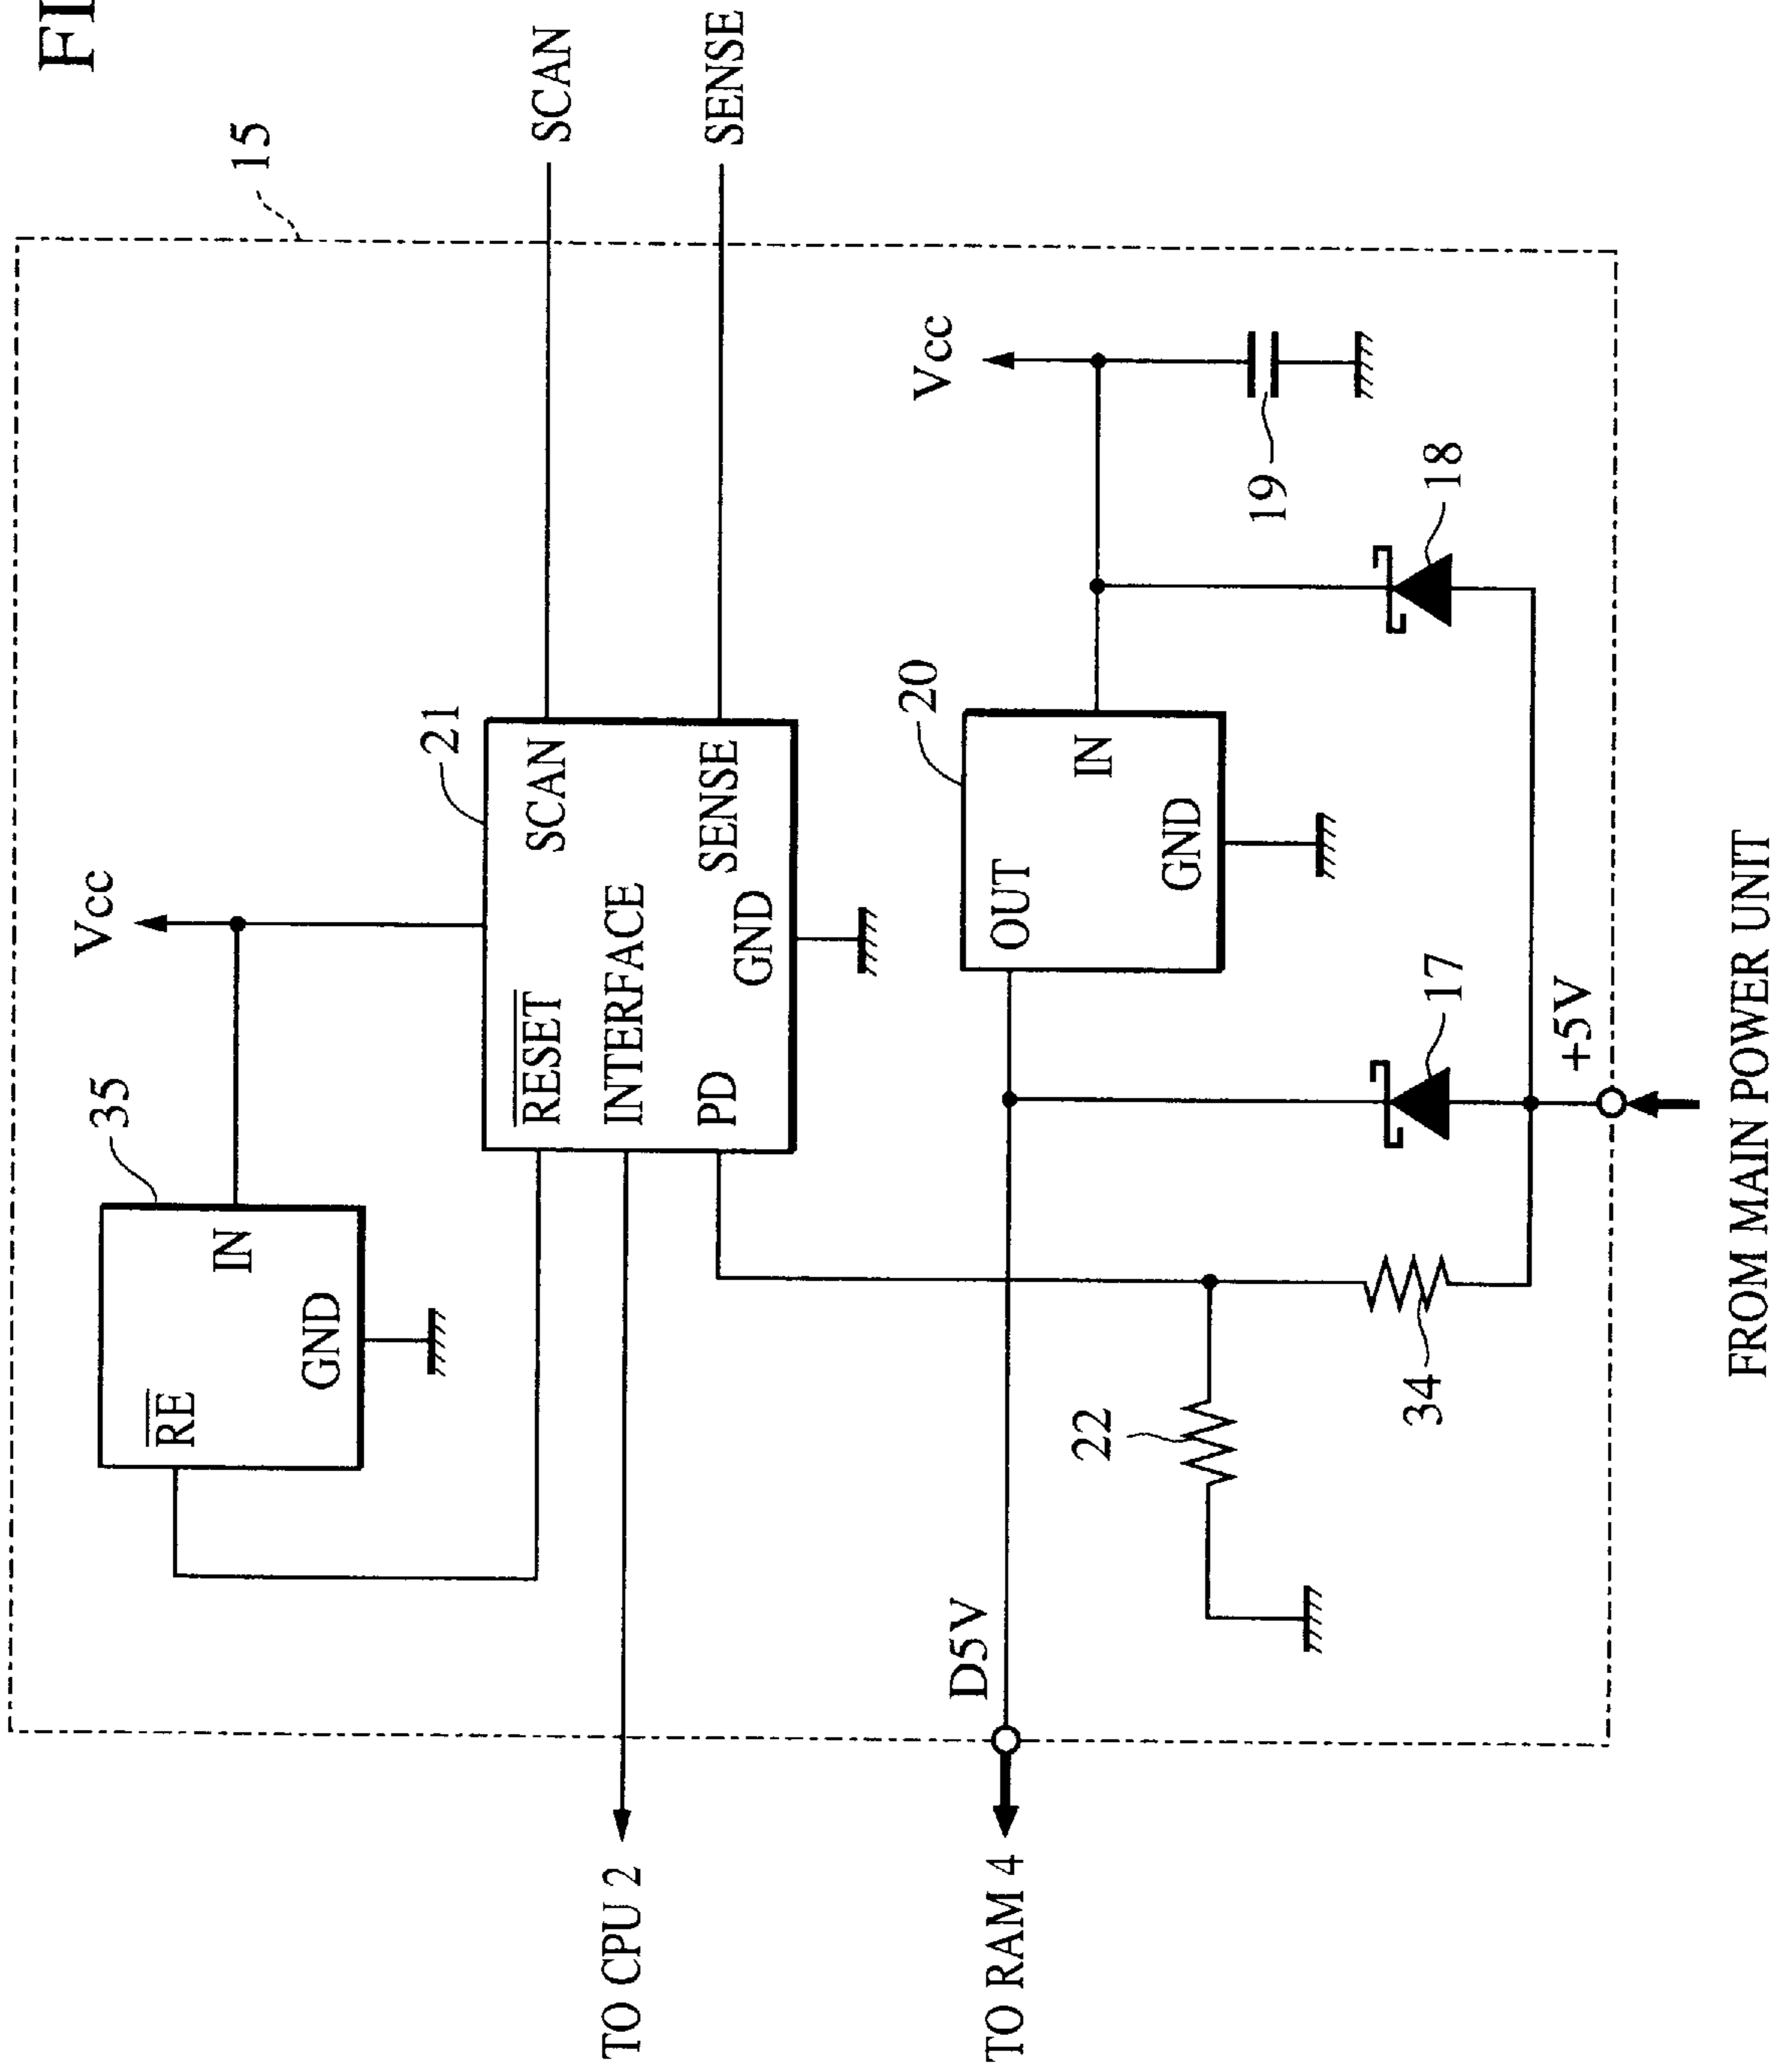 15
SCAN
SENSE
Vcc
35
RE
IN
GND
21
RESET
SCAN
INTERFACE
PD
SENSE
GND
Vcc
20
OUT
IN
GND
19
18
17
+5V
22
34
D5V
TO CPU 2
TO RAM 4
FROM MAIN POWER UNIT